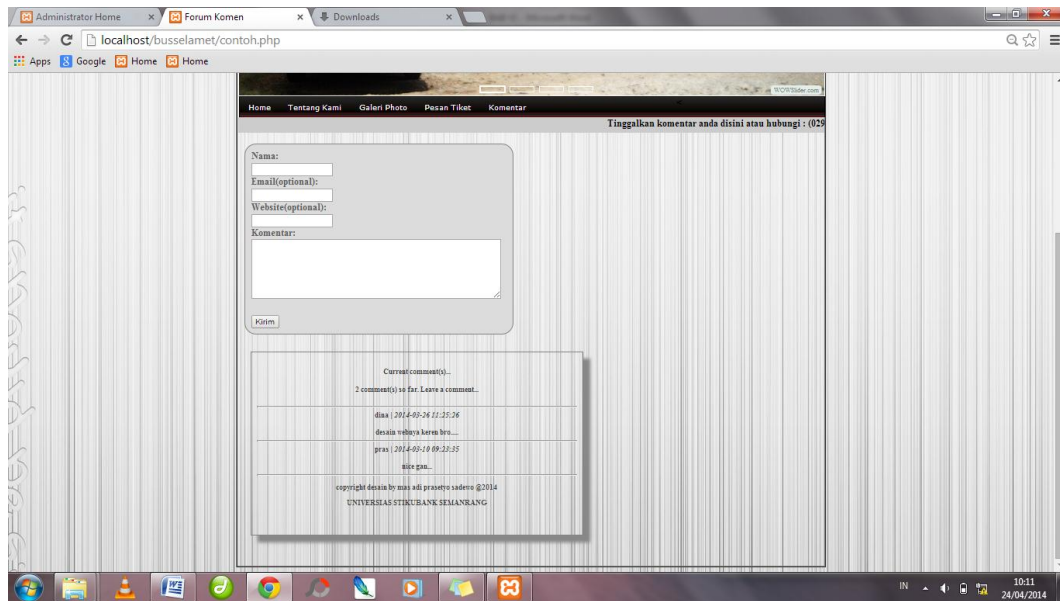 Administrator Home
Forum Komen
Downloads
localhost/busselamet/contoh.php
Apps Google Home Home
WOWSlider.com
Home Tentang Kami Galeri Photo Pesan Tiket Komentar
Tinggalkan komentar anda disini atau hubungi : (029
Nama:
Email(optional):
Website(optional):
Komentar:
Kirim
Current comment(s)...
2 comment(s) so far. Leave a comment...
dina | 2014-03-26 11:25:26
desain webnya keren bro.....
pras | 2014-03-10 09:23:35
nice gan...
copyright desain by mas adi prasetyo sadewo @2014
UNIVERSIAS STIKUBANK SEMANRANG
IN
10:11
24/04/2014